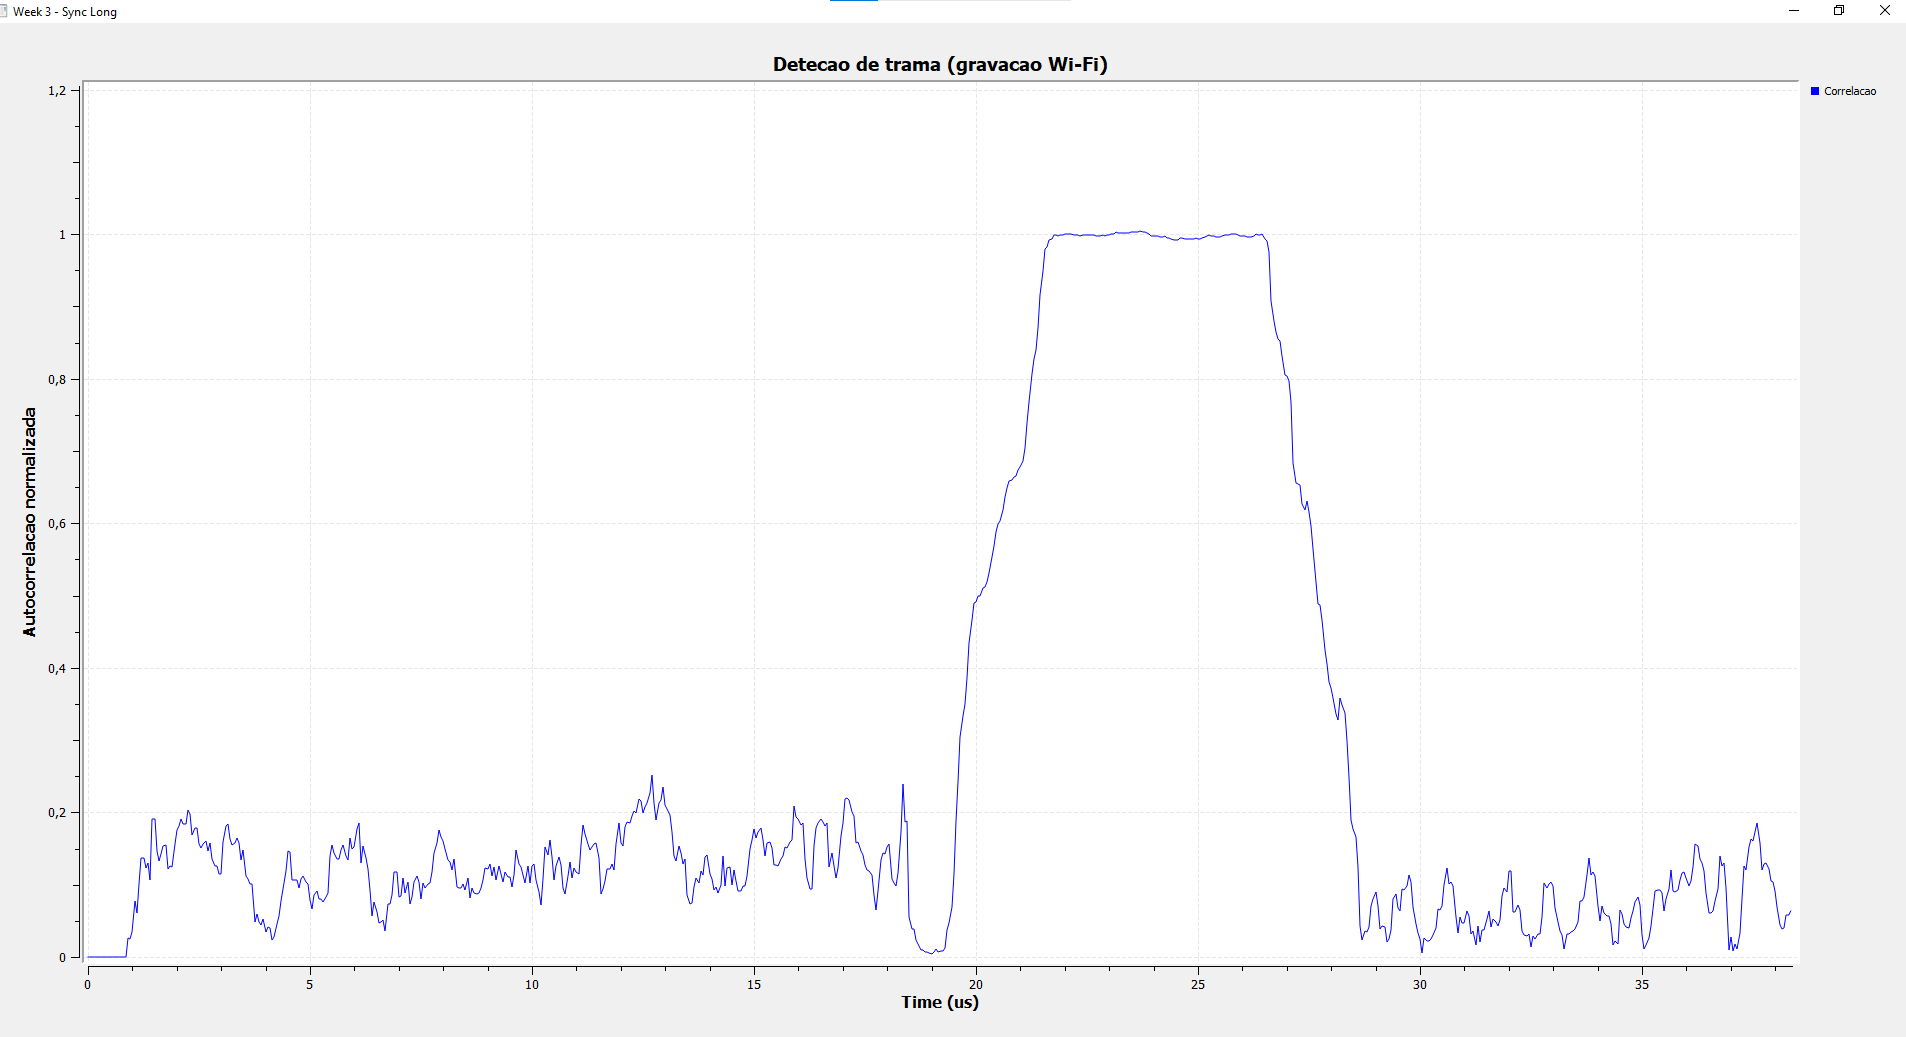 Week 3 - Sync Long
Detecao de trama (gravacao Wi-Fi)
Correlacao
Autocorrelacao normalizada
1,2
1
0,8
0,6
0,4
0,2
0
0 5 10 15 20 25 30 35
Time (us)